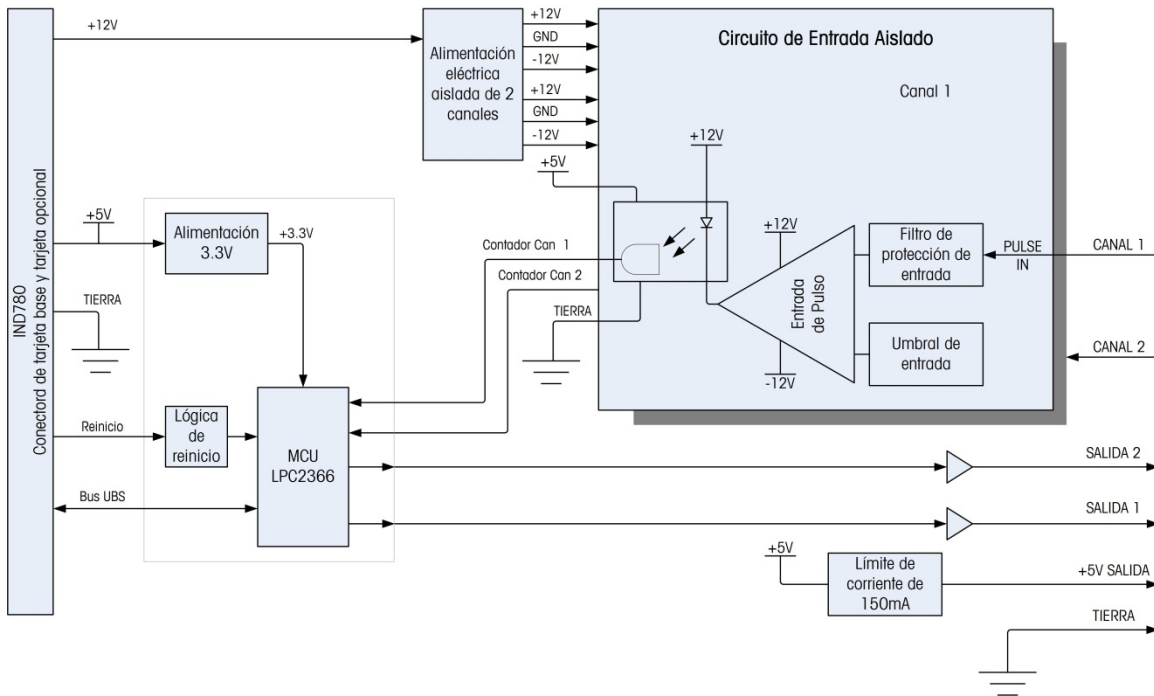 IND780
Conectord de tarjeta base y tarjeta opcional
+12V
Alimentación
eléctrica
aislada de 2
canales
+12V
GND
-12V
+12V
GND
-12V
Circuito de Entrada Aislado
Canal 1
+12V
+5V
+12V
Entrada
de Pulso
-12V
Filtro de
protección de
entrada
Umbral de
entrada
PULSE
IN
CANAL 1
CANAL 2
+5V
Alimentación
3.3V
+3.3V
Contador Can 1
Contador Can 2
TIERRA
TIERRA
Reinicio
Lógica
de
reinicio
MCU
LPC2366
Bus UBS
SALIDA 2
SALIDA 1
+5V
Límite de
corriente de
150mA
+5V SALIDA
TIERRA